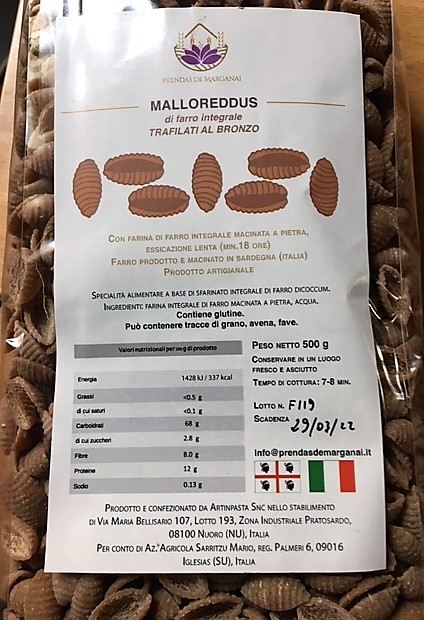 PRENDAS DE MARGANAI
MALLOREDDUS
di farro integrale
TRAFILATI AL BRONZO
CON FARINA DI FARRO INTEGRALE MACINATA A PIETRA,
ESSICAZIONE LENTA (MIN.18 ORE)
FARRO PRODOTTO E MACINATO IN SARDEGNA (ITALIA)
PRODOTTO ARTIGIANALE
SPECIALITÀ ALIMENTARE A BASE DI SFARINATO INTEGRALE DI FARRO DICOCCUM.
INGREDIENTI: FARINA INTEGRALE DI FARRO MACINATA A PIETRA, ACQUA.
Contiene glutine.
Può contenere tracce di grano, avena, fave.
Valori nutrizionali per 100 g di prodotto
Energia 1428 kJ / 337 kcal
Grassi <0.5 g
di cui saturi <0.1 g
Carboidrati 68 g
di cui zuccheri 2.8 g
Fibre 8.0 g
Proteine 12 g
Sodio 0.13 g
PESO NETTO 500 g
CONSERVARE IN UN LUOGO
FRESCO E ASCIUTTO
TEMPO DI COTTURA: 7-8 MIN.
LOTTO N. F119
SCADENZA 29/03/22
info@prendasdemarganai.it
PRODOTTO E CONFEZIONATO DA ARTINPASTA SNC NELLO STABILIMENTO
DI VIA MARIA BELLISARIO 107, LOTTO 193, ZONA INDUSTRIALE PRATOSARDO,
08100 NUORO (NU), ITALIA
PER CONTO DI AZ.'AGRICOLA SARRITZU MARIO, REG. PALMERI 6, 09016
IGLESIAS (SU), ITALIA